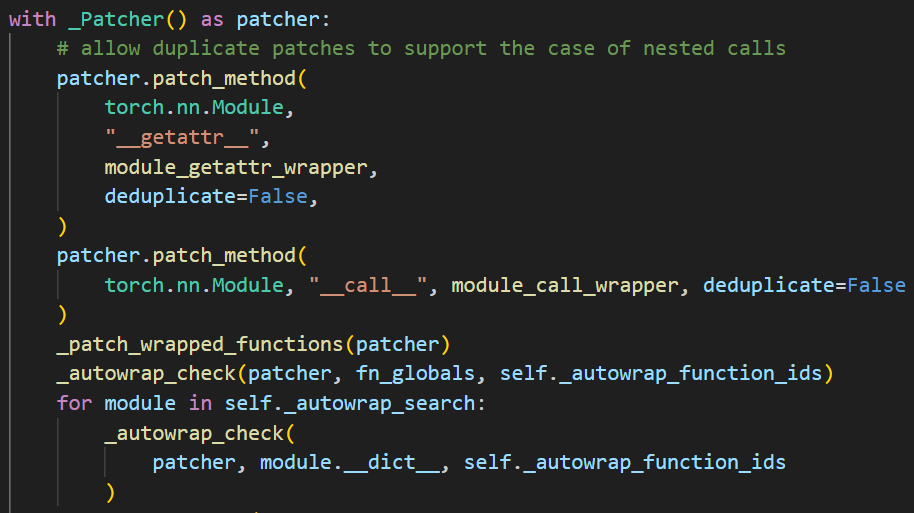 with _Patcher() as patcher:
    # allow duplicate patches to support the case of nested calls
    patcher.patch_method(
        torch.nn.Module,
        "__getattr__",
        module_getattr_wrapper,
        deduplicate=False,
    )
    patcher.patch_method(
        torch.nn.Module, "__call__", module_call_wrapper, deduplicate=False
    )
    _patch_wrapped_functions(patcher)
    _autowrap_check(patcher, fn_globals, self._autowrap_function_ids)
    for module in self._autowrap_search:
        _autowrap_check(
            patcher, module.__dict__, self._autowrap_function_ids
        )